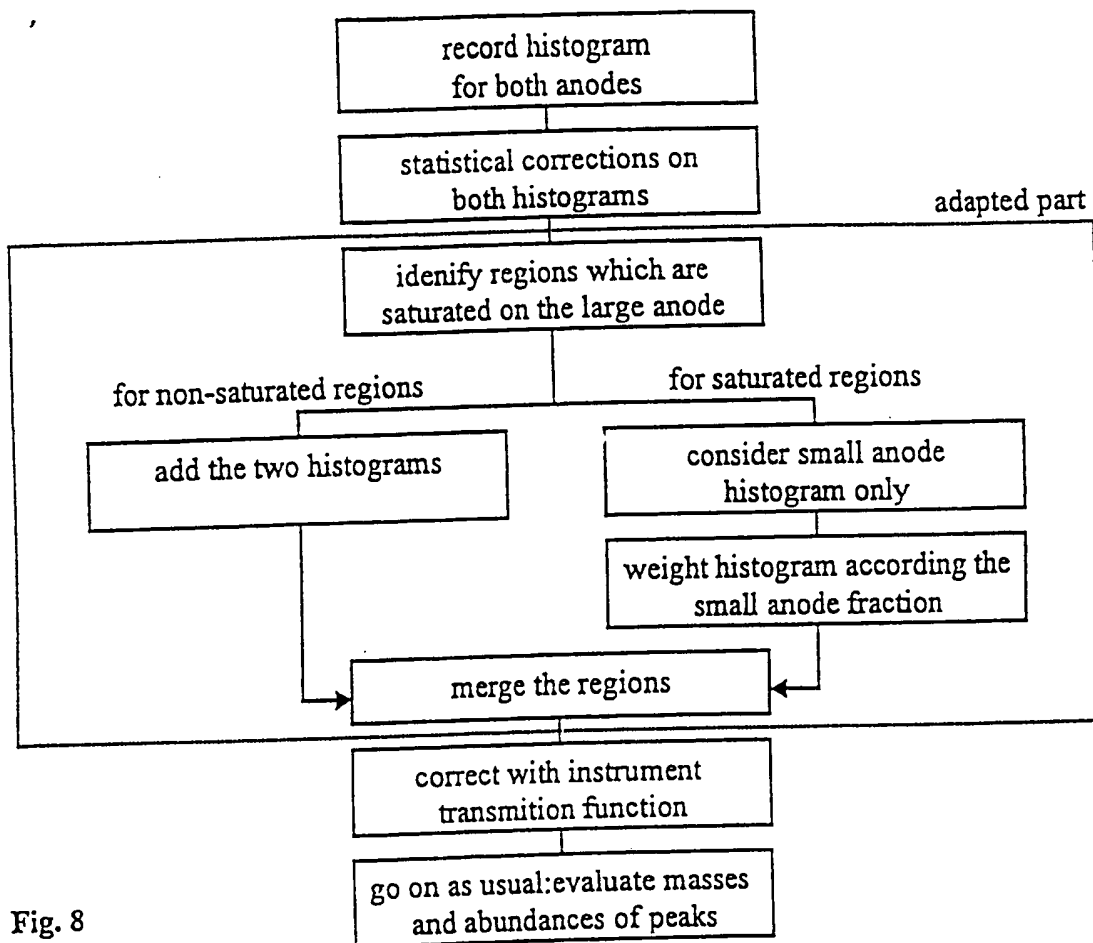 record histogram
for both anodes
statistical corrections on
both histograms
adapted part
idenify regions which are
saturated on the large anode
for non-saturated regions
for saturated regions
add the two histograms
consider small anode
histogram only
weight histogram according the
small anode fraction
merge the regions
correct with instrument
transmition function
go on as usual:evaluate masses
and abundances of peaks
Fig. 8